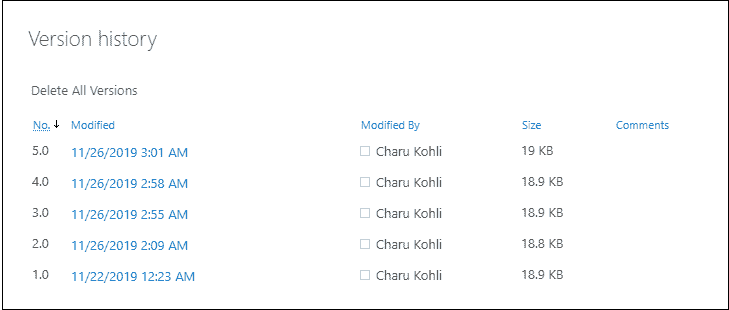 Version history
Delete All Versions
No. Modified Modified By Size Comments
5.0 11/26/2019 3:01 AM Charu Kohli 19 KB
4.0 11/26/2019 2:58 AM Charu Kohli 18.9 KB
3.0 11/26/2019 2:55 AM Charu Kohli 18.9 KB
2.0 11/26/2019 2:09 AM Charu Kohli 18.8 KB
1.0 11/22/2019 12:23 AM Charu Kohli 18.9 KB